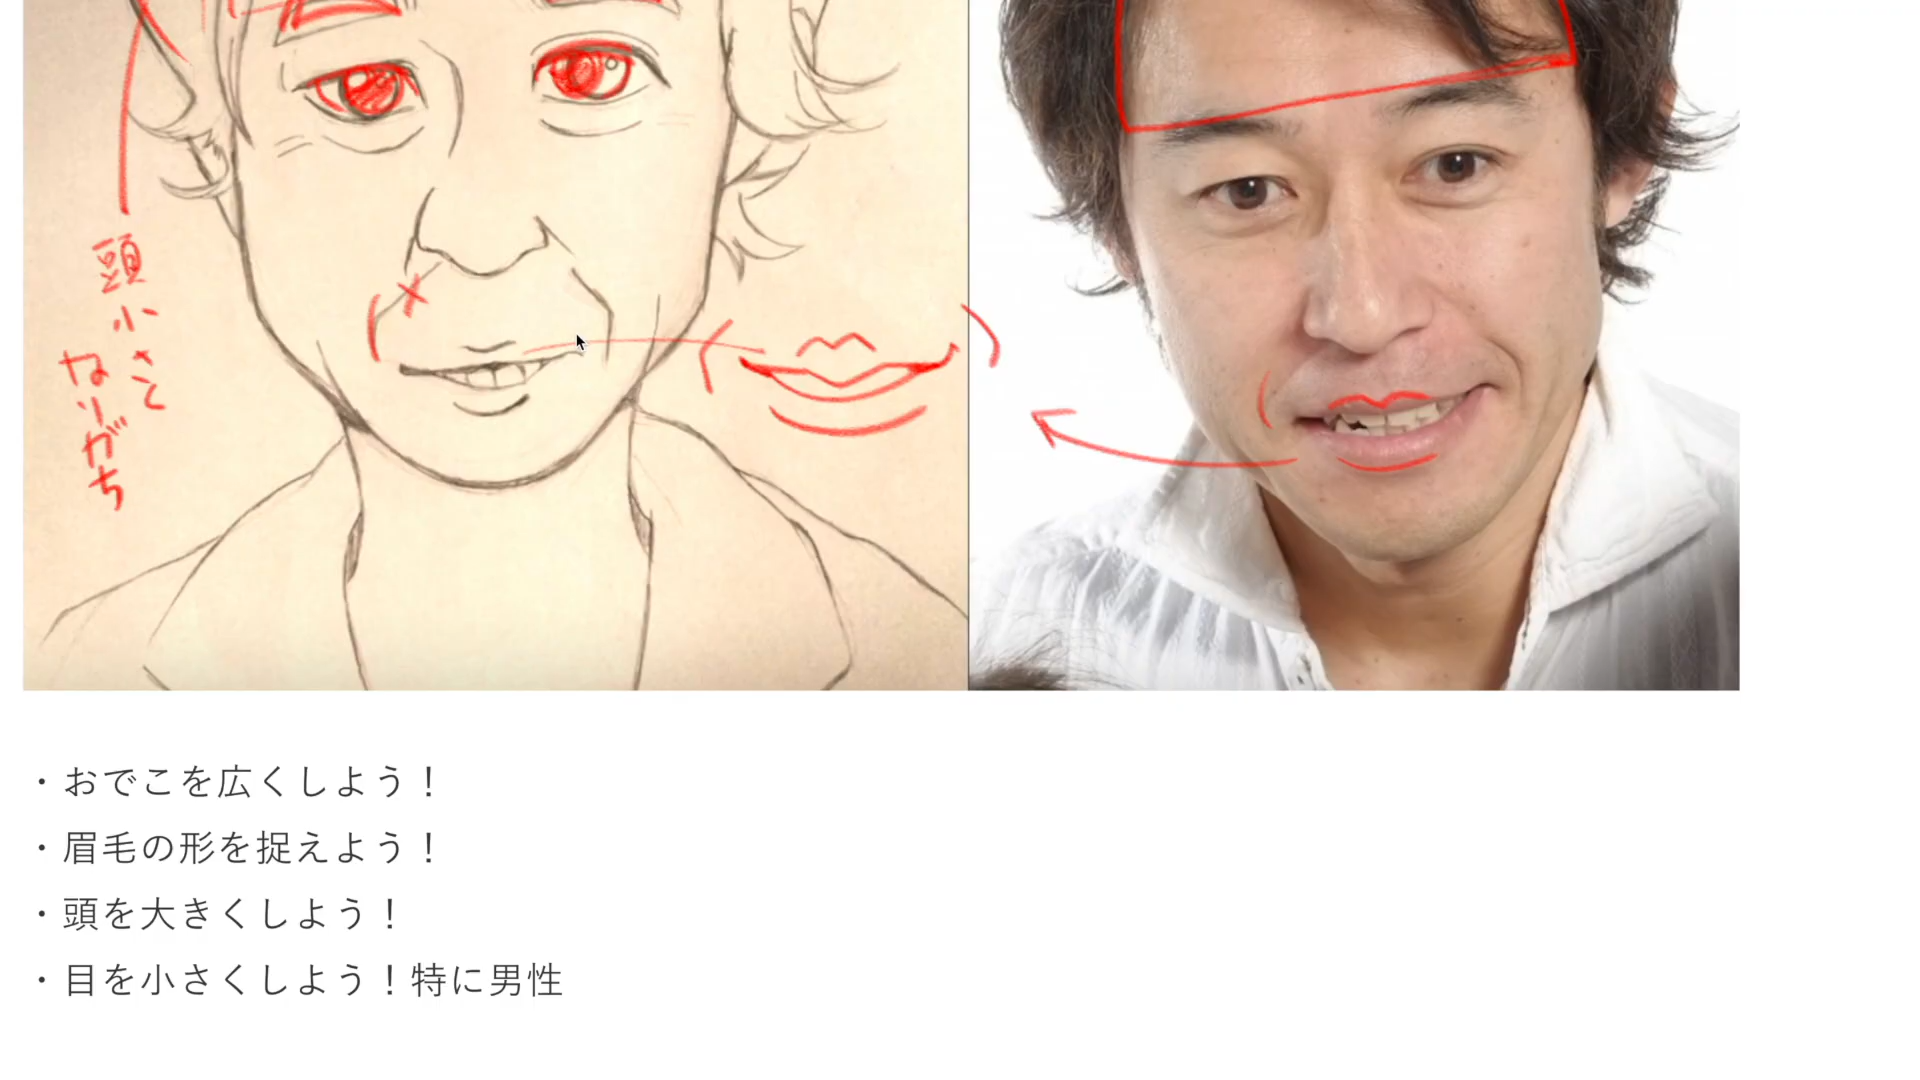 頭小さく
なりがち
・おでこを広くしよう！
・眉毛の形を捉えよう！
・頭を大きくしよう！
・目を小さくしよう！特に男性